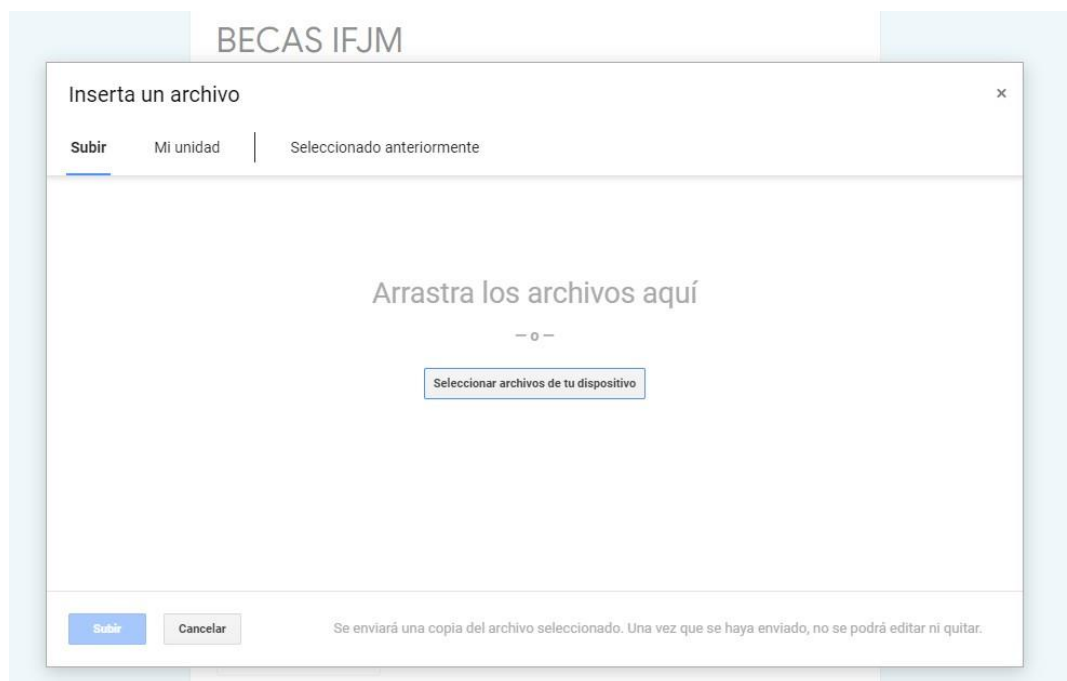 BECAS IFJM
Inserta un archivo ×
Subir Mi unidad Seleccionado anteriormente
Arrastra los archivos aquí
— o —
Seleccionar archivos de tu dispositivo
Subir Cancelar Se enviará una copia del archivo seleccionado. Una vez que se haya enviado, no se podrá editar ni quitar.